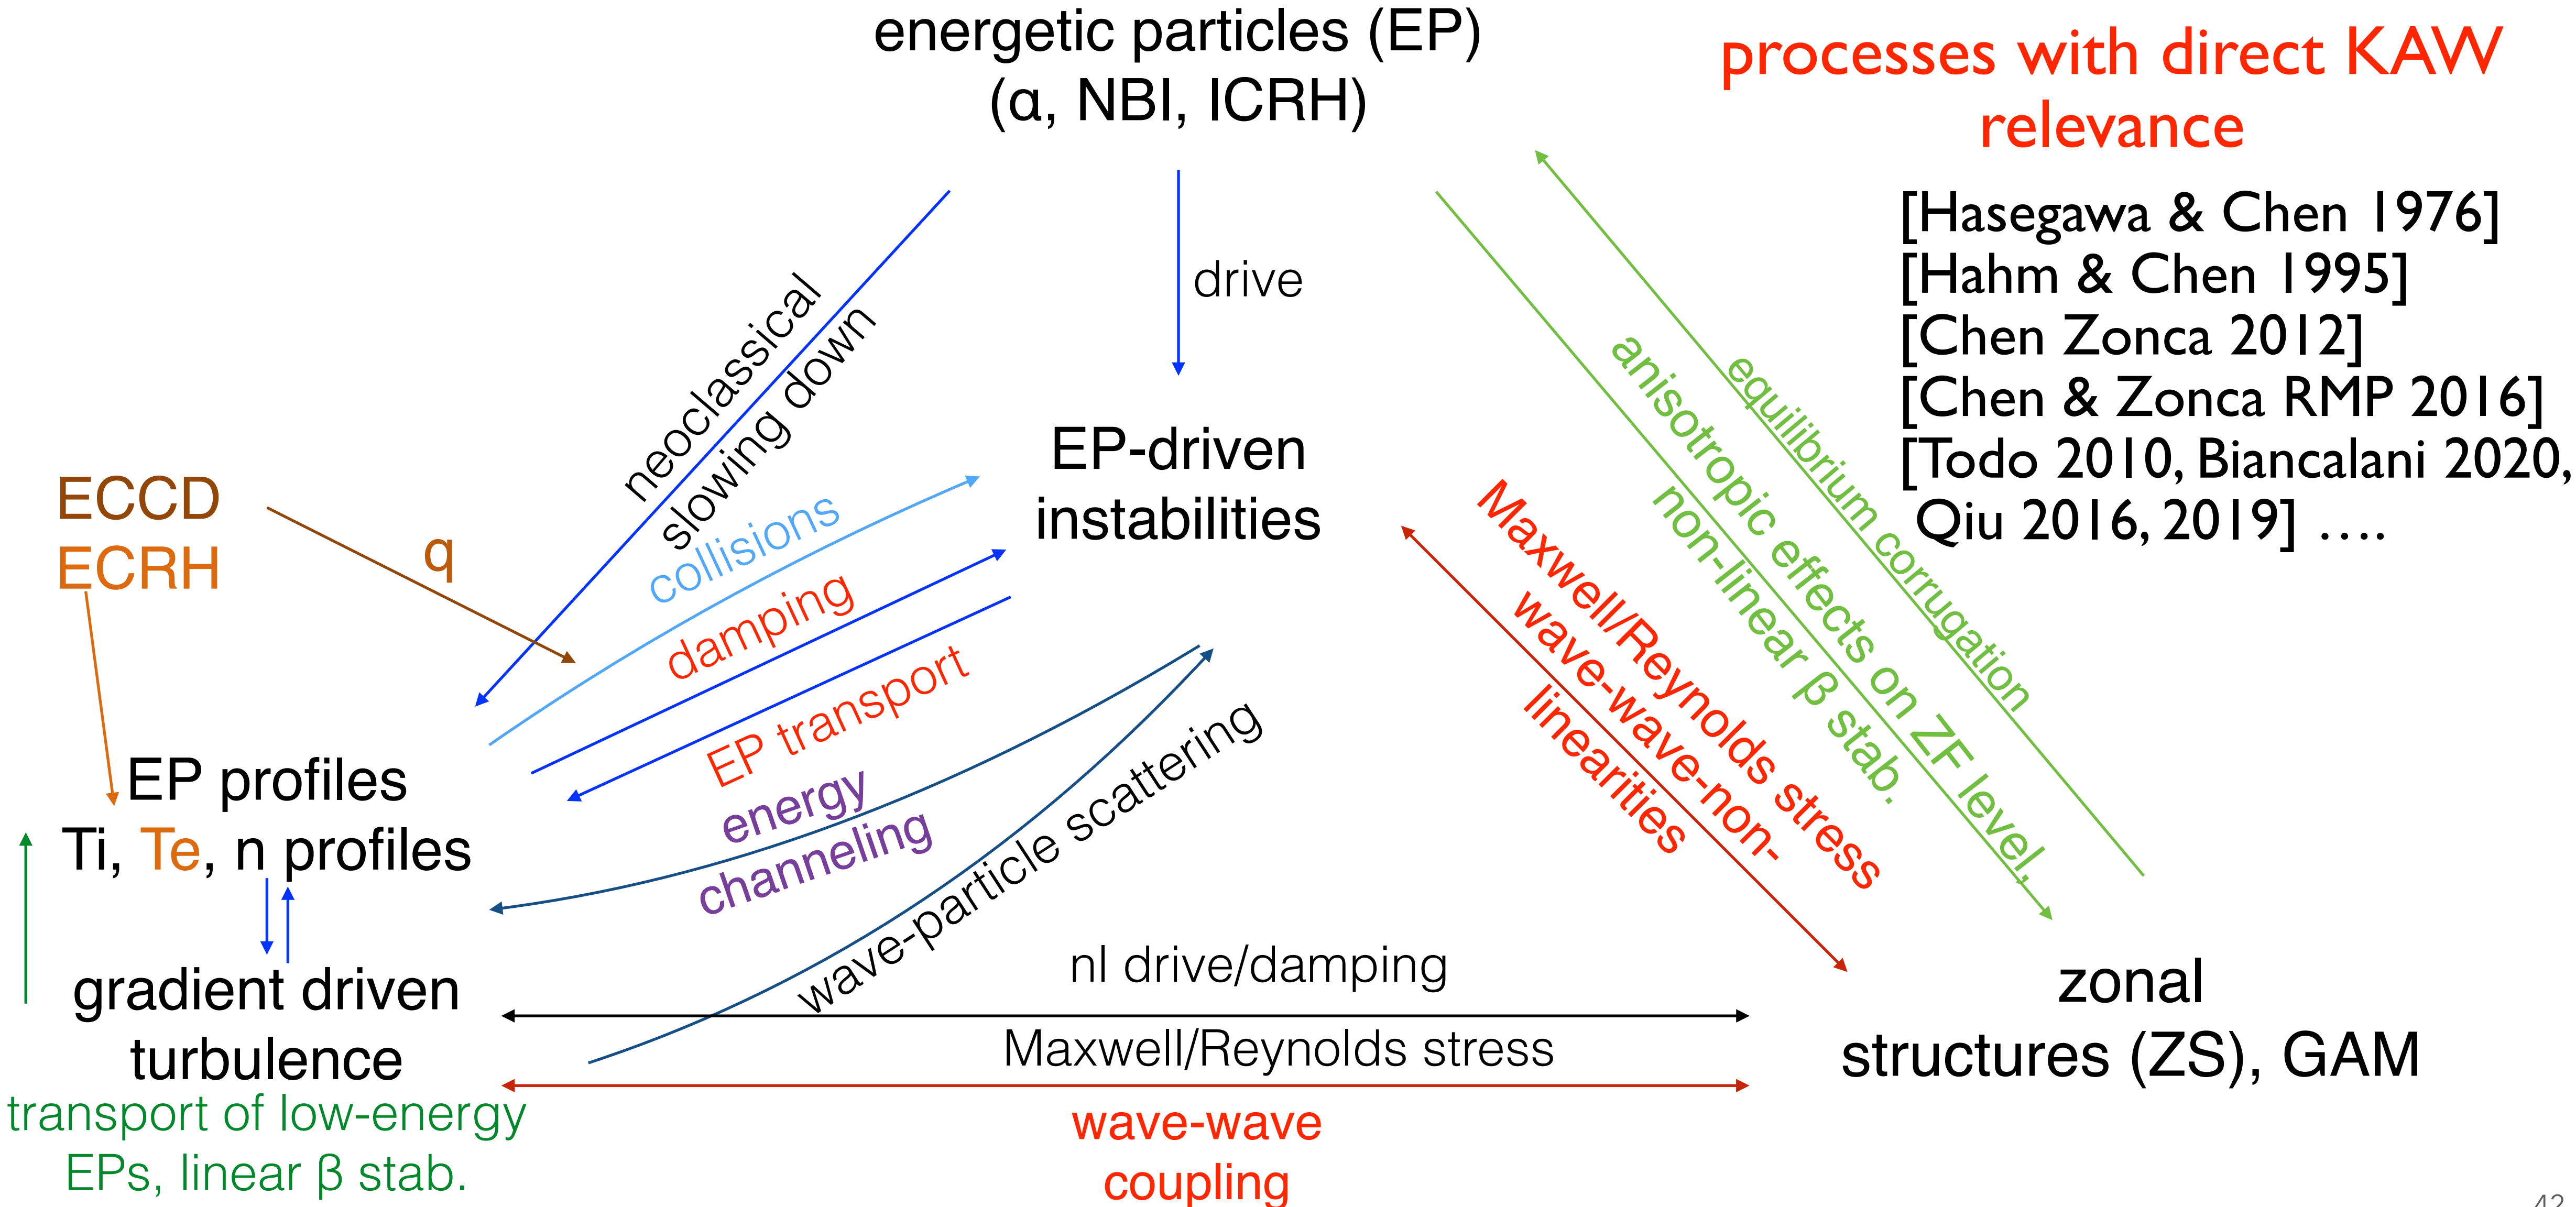 energetic particles (EP)
(α, NBI, ICRH)
processes with direct KAW
relevance
[Hasegawa & Chen 1976]
[Hahm & Chen 1995]
[Chen Zonca 2012]
[Chen & Zonca RMP 2016]
[Todo 2010, Biancalani 2020,
Qiu 2016, 2019] ....
drive
neoclassical
slowing down
EP-driven
instabilities
equilibrium corrugation
anisotropic effects on ZF level,
non-linear β stab.
Maxwell/Reynolds stress
wave-wave-wave-non-
linearities
ECCD
ECRH
q
collisions
damping
EP transport
energy
channeling
wave-particle scattering
EP profiles
Ti, Te, n profiles
gradient driven
turbulence
transport of low-energy
EPs, linear β stab.
nl drive/damping
Maxwell/Reynolds stress
wave-wave
coupling
zonal
structures (ZS), GAM
42